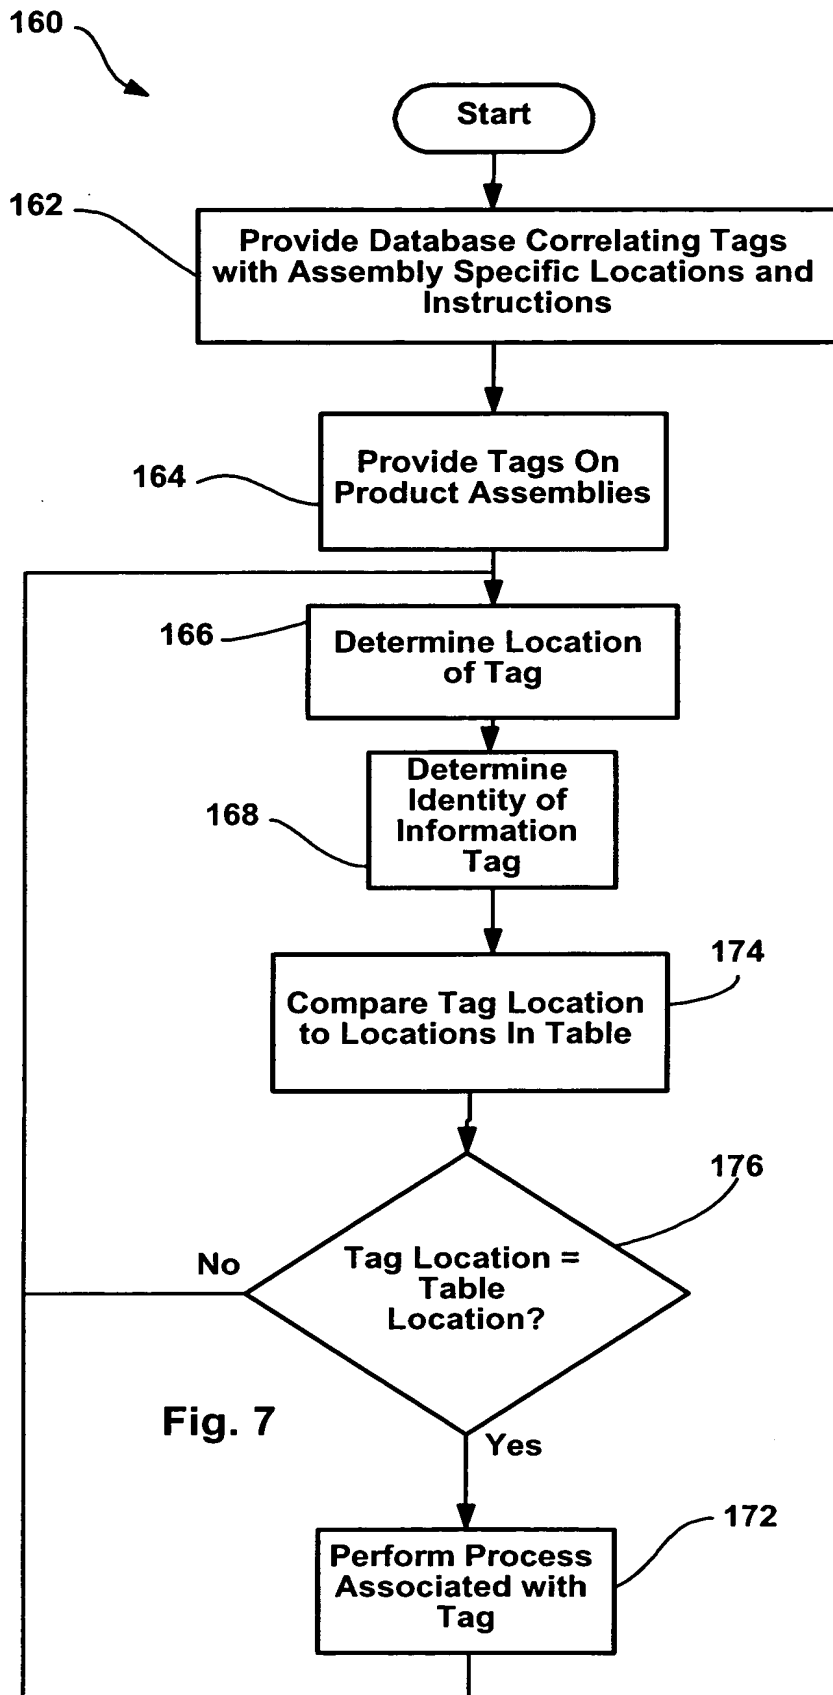 160
Start
162
Provide Database Correlating Tags
with Assembly Specific Locations and
Instructions
164
Provide Tags On
Product Assemblies
166
Determine Location
of Tag
168
Determine
Identity of
Information
Tag
174
Compare Tag Location
to Locations In Table
176
No
Tag Location =
Table
Location?
Fig. 7
Yes
172
Perform Process
Associated with
Tag